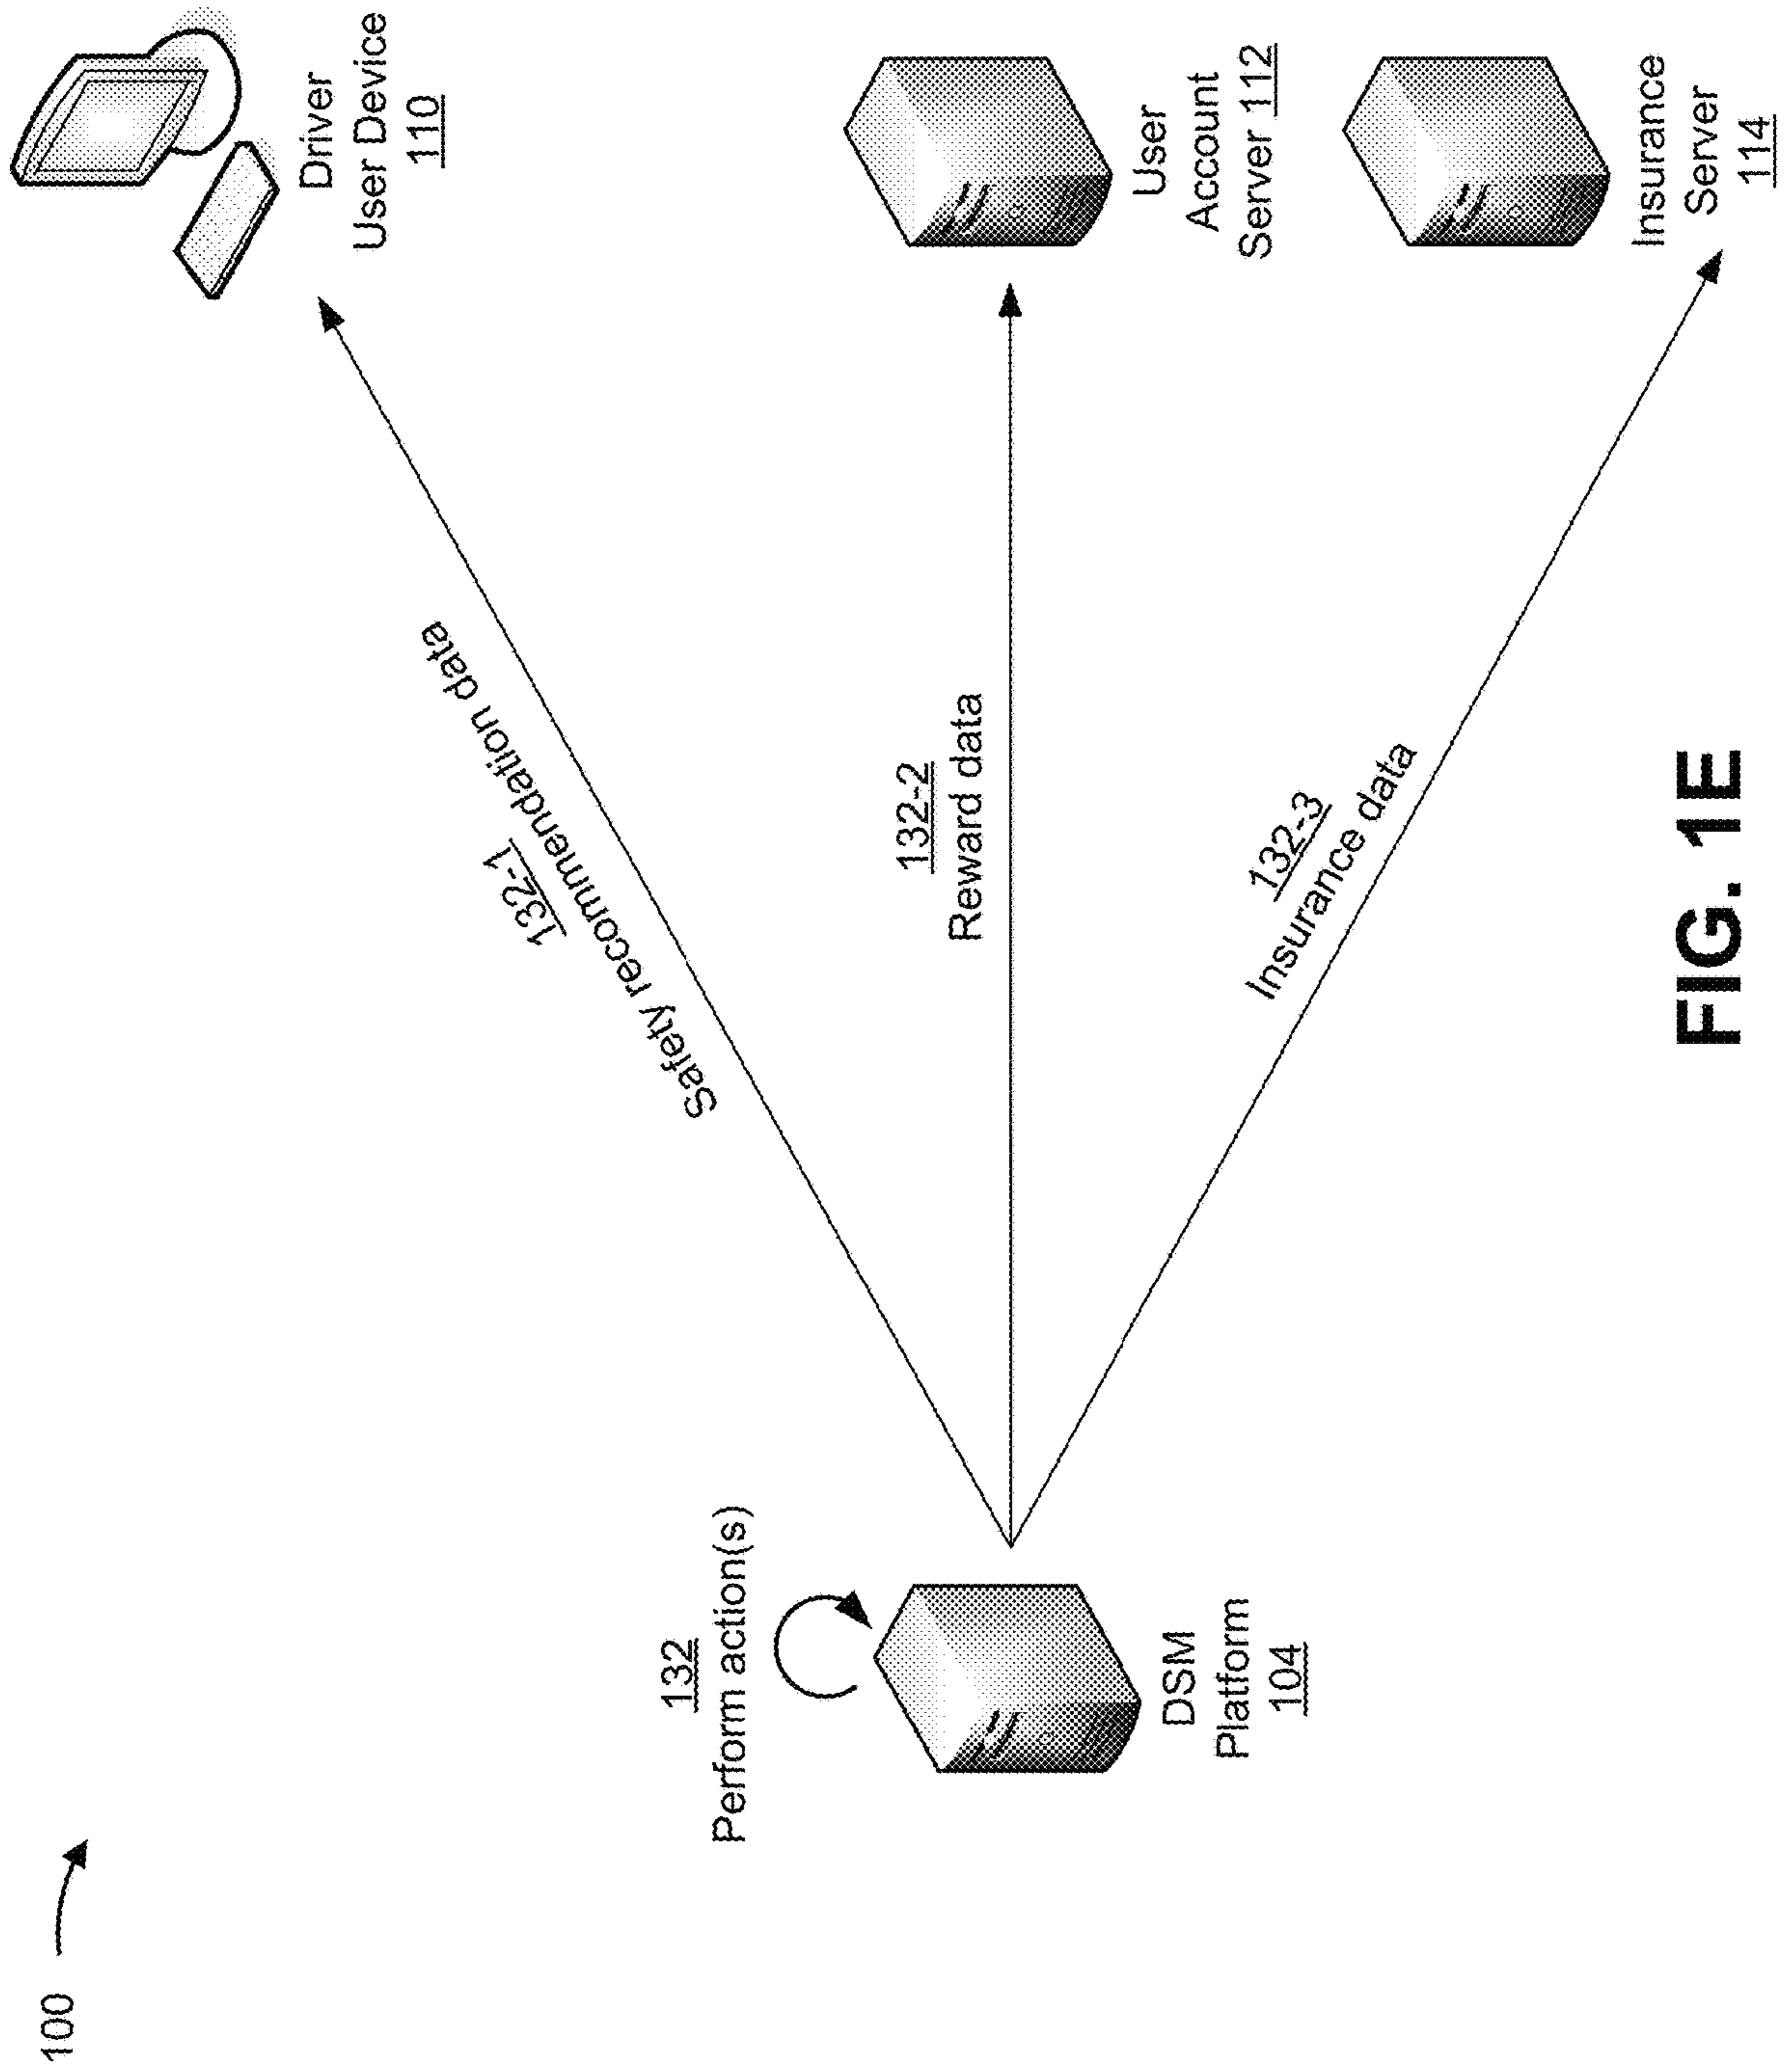 100
132
Perform action(s)
DSM
Platform
104
132-1
Safety recommendation data
132-2
Reward data
132-3
Insurance data
Driver
User Device
110
User
Account
Server 112
Insurance
Server
114
FIG. 1E